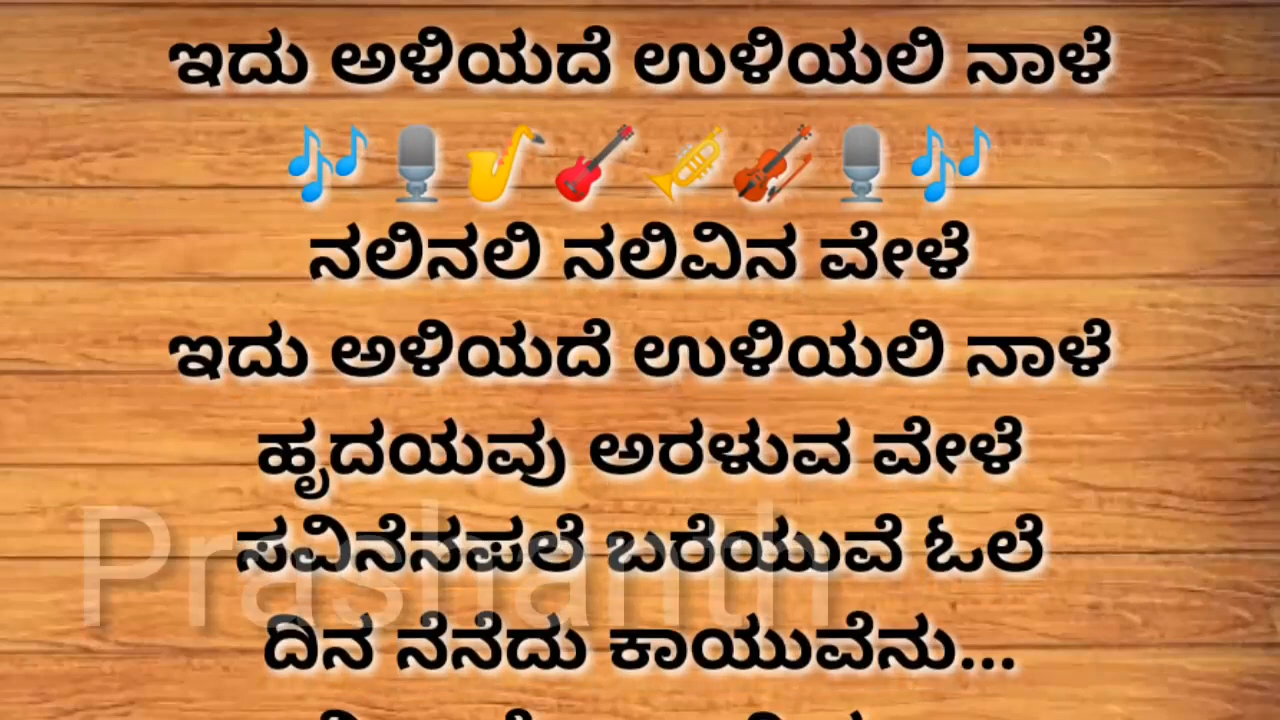 ಇದು ಅಳಿಯದೆ ಉಳಿಯಲಿ ನಾಳೆ
ನಲಿನಲಿ ನಲಿವಿನ ವೇಳೆ
ಇದು ಅಳಿಯದೆ ಉಳಿಯಲಿ ನಾಳೆ
ಹೃದಯವು ಅರಳುವ ವೇಳೆ
ಸವಿನೆನಪಲೆ ಬರೆಯುವೆ ಓಲೆ
Prashanth
ದಿನ ನೆನೆದು ಕಾಯುವೆನು...